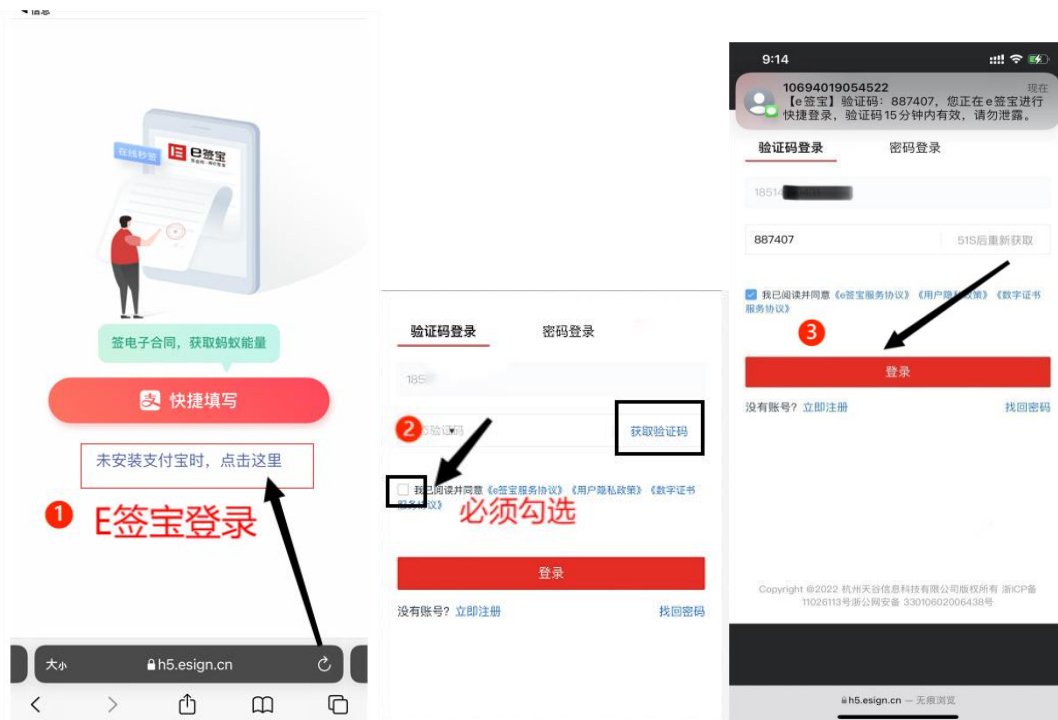 信息
在线秒签
e签宝
签电子合同，获取蚂蚁能量
支 快捷填写
未安装支付宝时，点击这里
1
E签宝登录
大小
h5.esign.cn
验证码登录
密码登录
185
2
验证码
获取验证码
我已阅读并同意《e签宝服务协议》《用户隐私政策》《数字证书
服务协议》
必须勾选
登录
没有账号？立即注册
找回密码
9:14
10694019054522
现在
【e签宝】验证码：887407，您正在e签宝进行
快捷登录，验证码15分钟内有效，请勿泄露。
验证码登录
密码登录
18514
887407
51S后重新获取
我已阅读并同意《e签宝服务协议》《用户隐私政策》《数字证书
服务协议》
3
登录
没有账号？立即注册
找回密码
Copyright @2022 杭州天谷信息科技有限公司版权所有 浙ICP备
11026113号浙公网安备 33010602006438号
h5.esign.cn — 无痕浏览